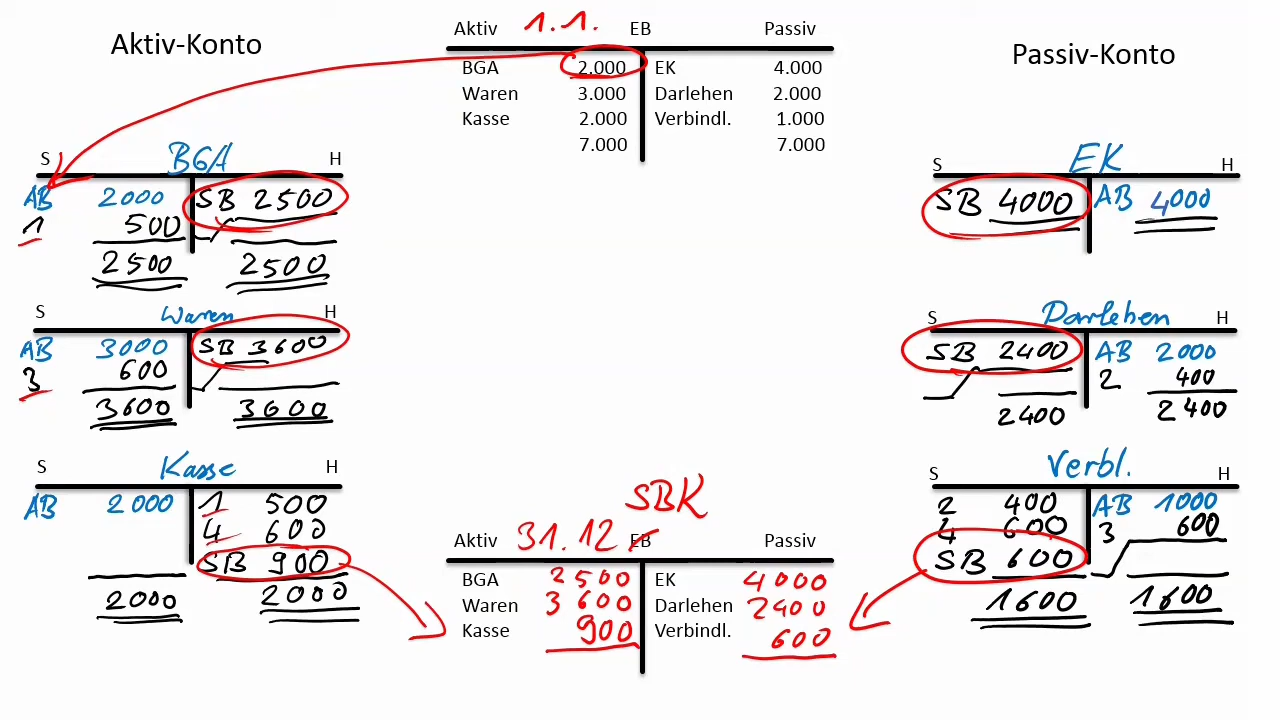 Aktiv-Konto
Aktiv 1.1. EB Passiv
BGA 2.000 EK 4.000
Waren 3.000 Darlehen 2.000
Kasse 2.000 Verbindl. 1.000
7.000 7.000
Passiv-Konto
S BGA H
AB 2000 SB 2500
1 500
2500 2500
S Waren H
AB 3000 SB 3600
3 600
3600 3600
S Kasse H
AB 2000 1 500
4 600
SB 900
2000 2000
S EK H
SB 4000 AB 4000
S Darlehen H
SB 2400 AB 2000
2 400
2400 2400
S Verbl. H
2 400 AB 1000
4 600 3 600
SB 600
1600 1600
SBK
Aktiv 31.12 EB Passiv
BGA 2500 EK 4000
Waren 3600 Darlehen 2400
Kasse 900 Verbindl. 600